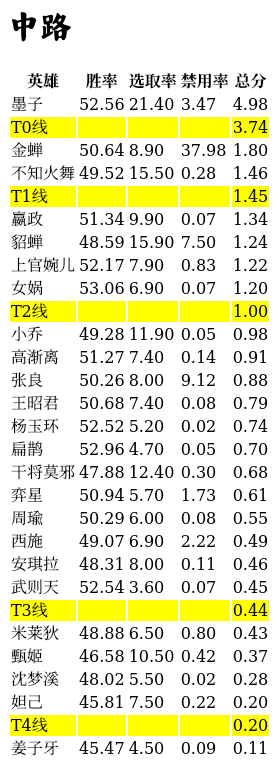 中路
英雄 胜率 选取率 禁用率 总分
墨子 52.56 21.40 3.47 4.98
T0线 3.74
金蝉 50.64 8.90 37.98 1.80
不知火舞 49.52 15.50 0.28 1.46
T1线 1.45
嬴政 51.34 9.90 0.07 1.34
貂蝉 48.59 15.90 7.50 1.24
上官婉儿 52.17 7.90 0.83 1.22
女娲 53.06 6.90 0.07 1.20
T2线 1.00
小乔 49.28 11.90 0.05 0.98
高渐离 51.27 7.40 0.14 0.91
张良 50.26 8.00 9.12 0.88
王昭君 50.68 7.40 0.08 0.79
杨玉环 52.52 5.20 0.02 0.74
扁鹊 52.96 4.70 0.05 0.70
干将莫邪 47.88 12.40 0.30 0.68
弈星 50.94 5.70 1.73 0.61
周瑜 50.29 6.00 0.08 0.55
西施 49.07 6.90 2.22 0.49
安琪拉 48.31 8.00 0.11 0.46
武则天 52.54 3.60 0.07 0.45
T3线 0.44
米莱狄 48.88 6.50 0.80 0.43
甄姬 46.58 10.50 0.42 0.37
沈梦溪 48.02 5.50 0.02 0.28
妲己 45.81 7.50 0.22 0.20
T4线 0.20
姜子牙 45.47 4.50 0.09 0.11